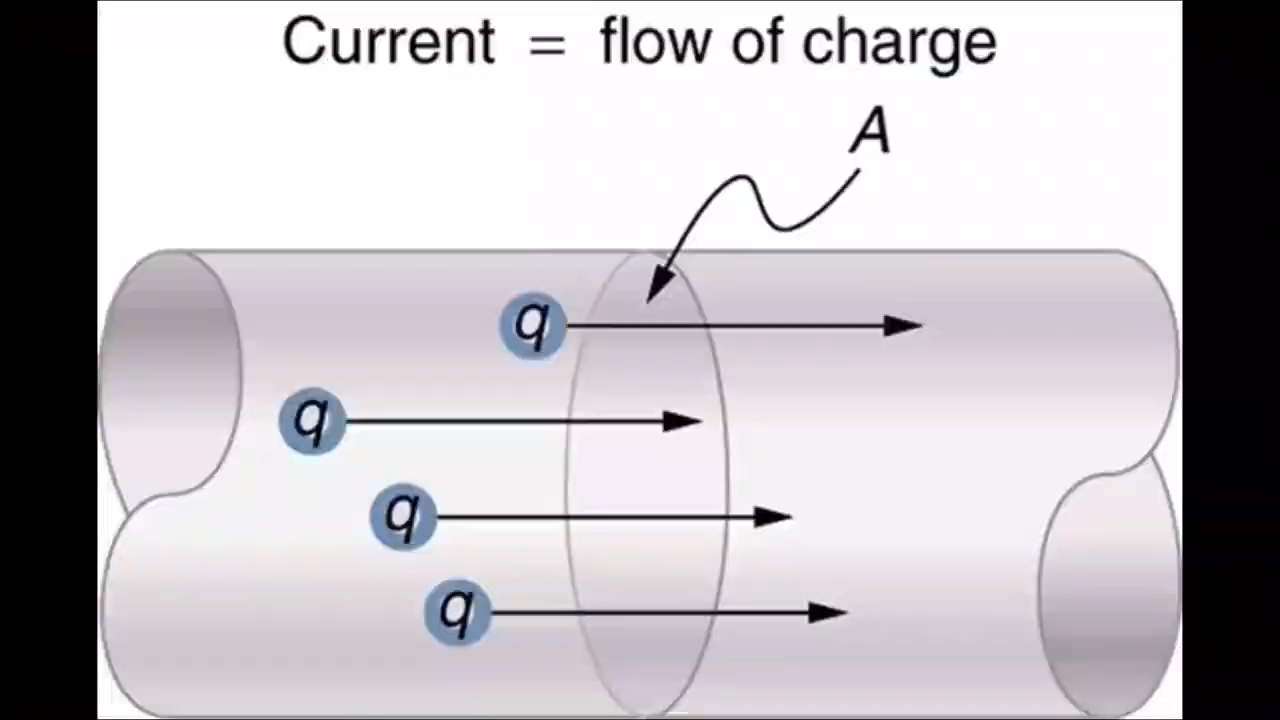 Current = flow of charge
A
q
q
q
q